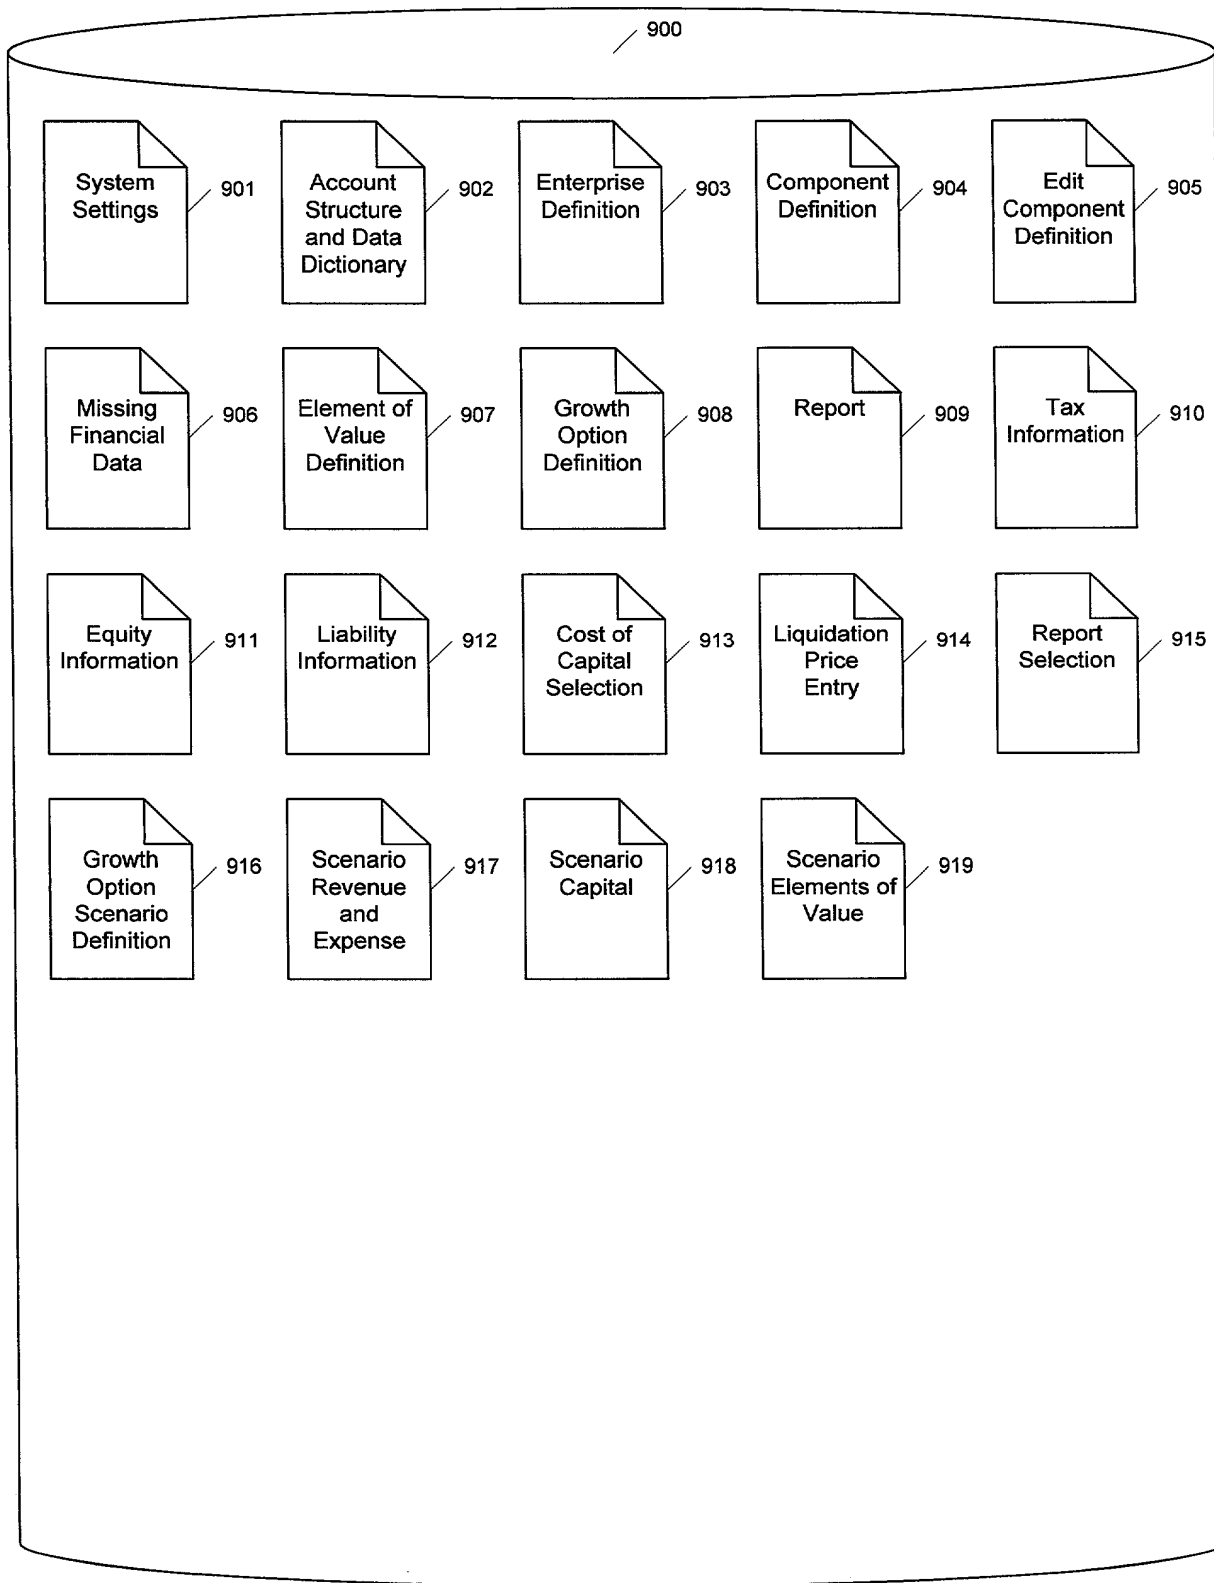 900
System
Settings
901
Account
Structure
and Data
Dictionary
902
Enterprise
Definition
903
Component
Definition
904
Edit
Component
Definition
905
Missing
Financial
Data
906
Element of
Value
Definition
907
Growth
Option
Definition
908
Report
909
Tax
Information
910
Equity
Information
911
Liability
Information
912
Cost of
Capital
Selection
913
Liquidation
Price
Entry
914
Report
Selection
915
Growth
Option
Scenario
Definition
916
Scenario
Revenue
and
Expense
917
Scenario
Capital
918
Scenario
Elements of
Value
919